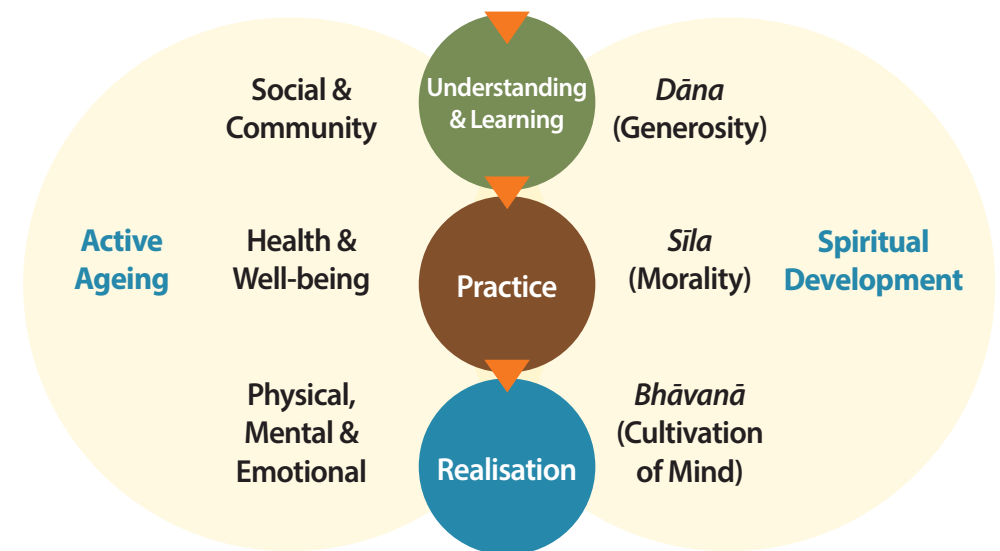 Active
Ageing
Social &
Community
Health &
Well-being
Physical,
Mental &
Emotional
Understanding
& Learning
Practice
Realisation
Dāna
(Generosity)
Sīla
(Morality)
Bhāvanā
(Cultivation
of Mind)
Spiritual
Development